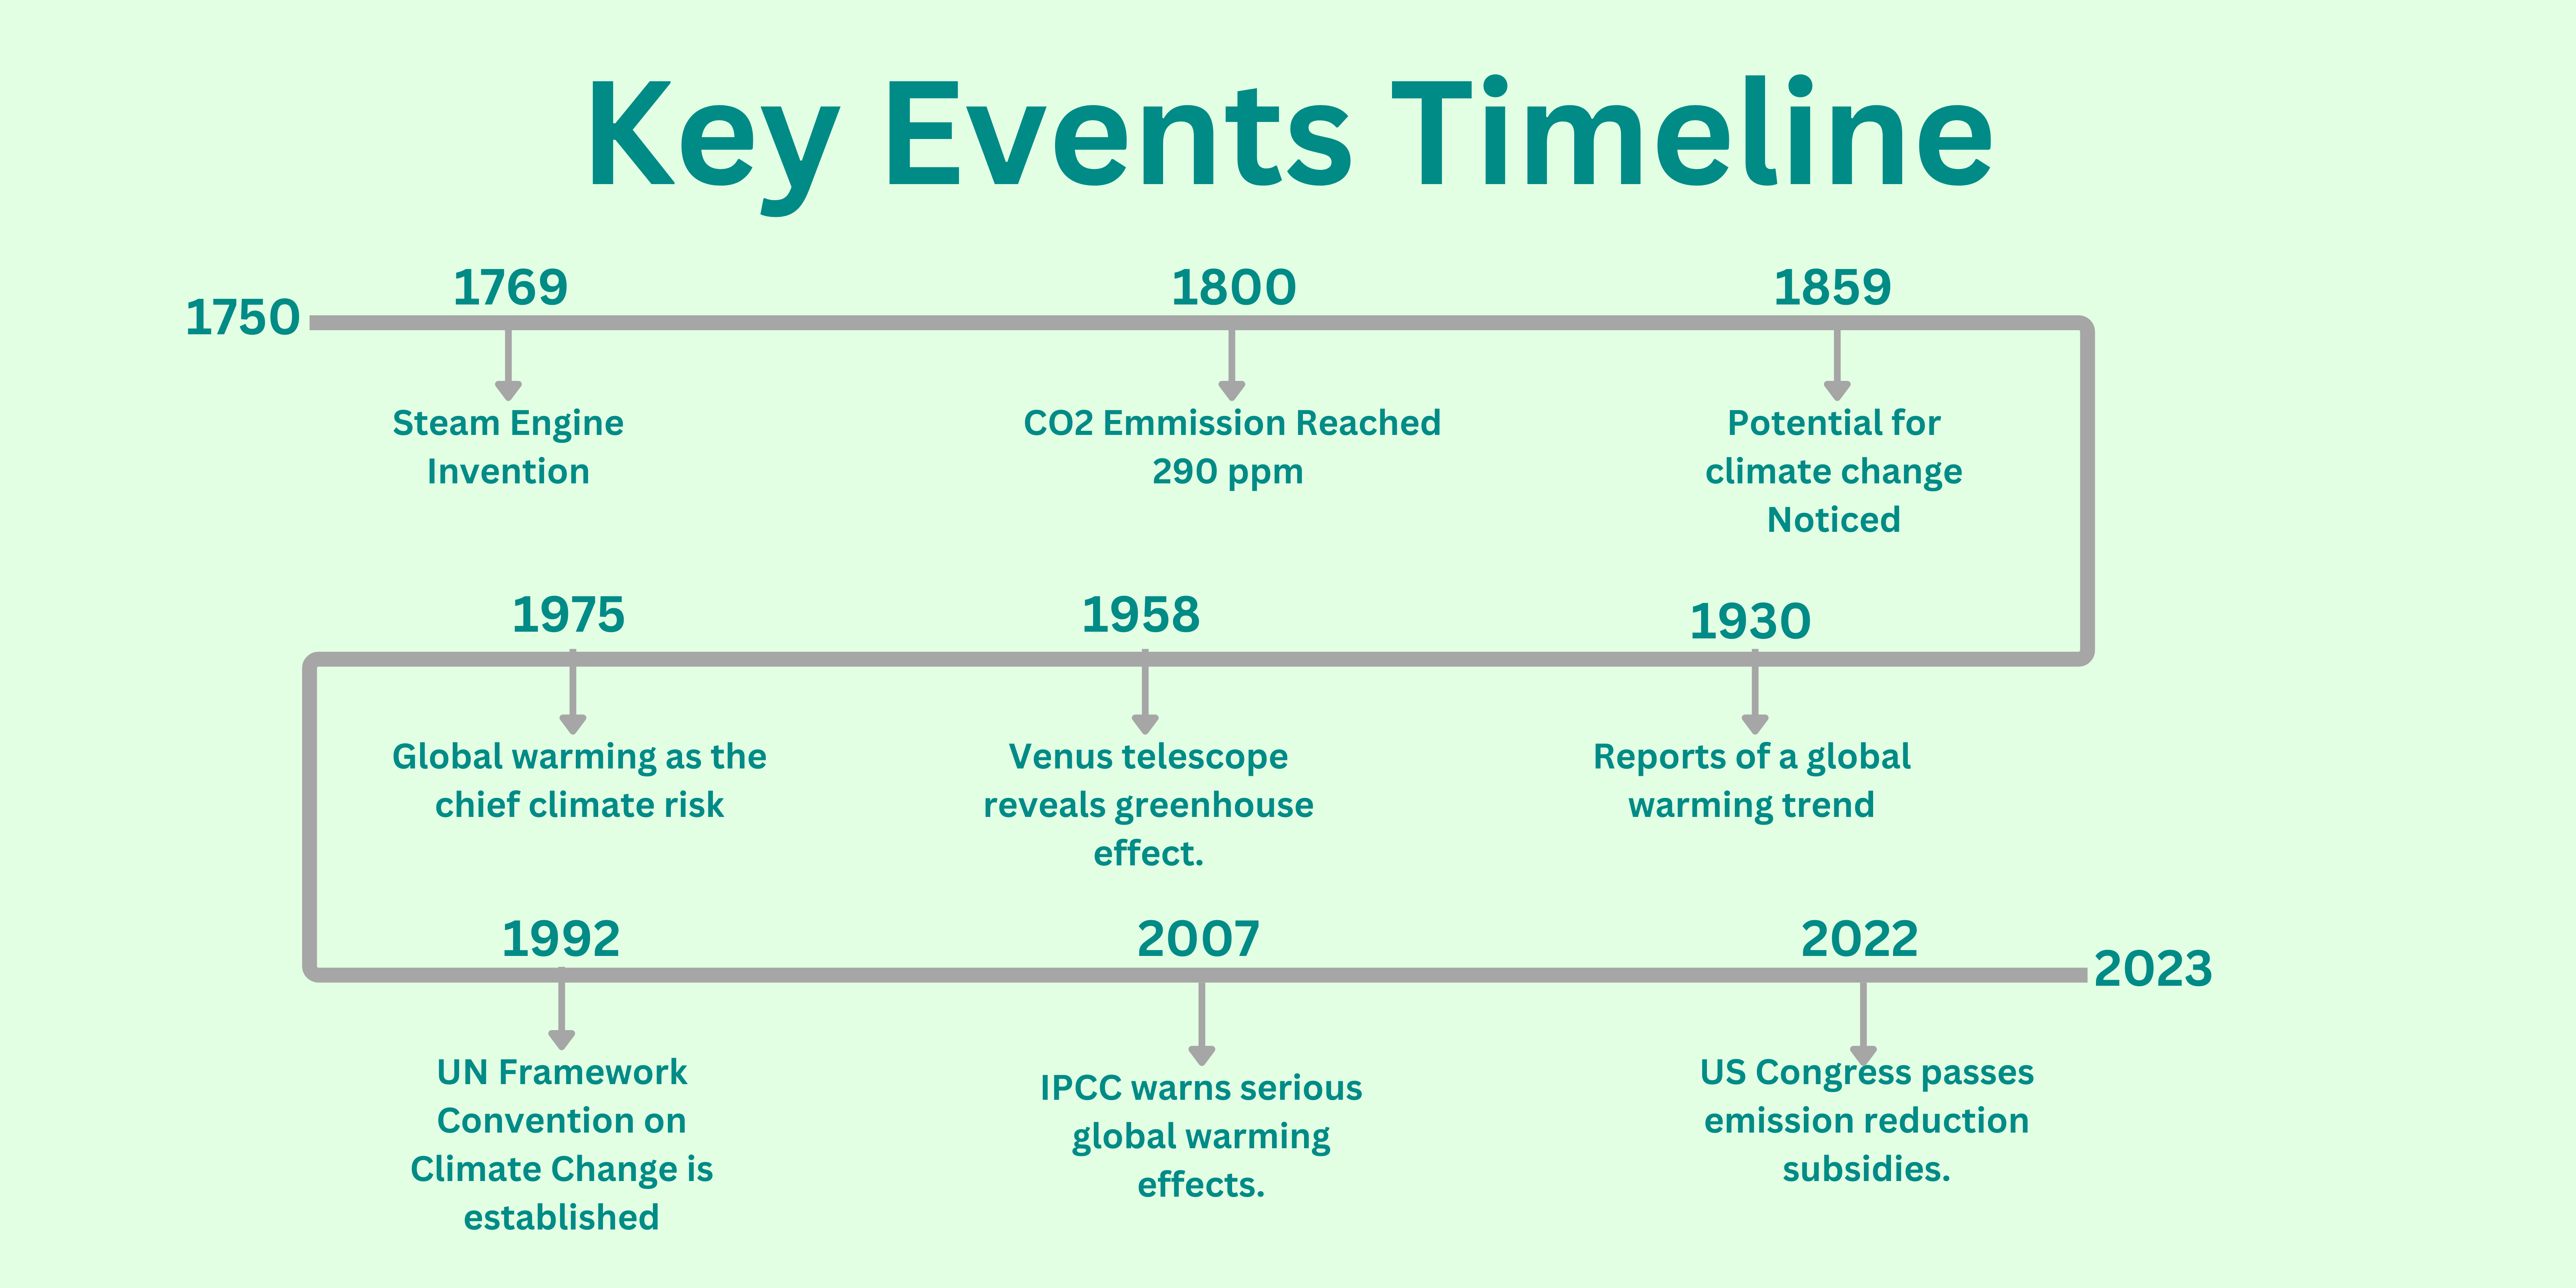 Key Events Timeline
1750
1769
1800
1859
Steam Engine
Invention
CO2 Emmission Reached
290 ppm
Potential for
climate change
Noticed
1975
1958
1930
Global warming as the
chief climate risk
Venus telescope
reveals greenhouse
effect.
Reports of a global
warming trend
1992
2007
2022
2023
UN Framework
Convention on
Climate Change is
established
IPCC warns serious
global warming
effects.
US Congress passes
emission reduction
subsidies.